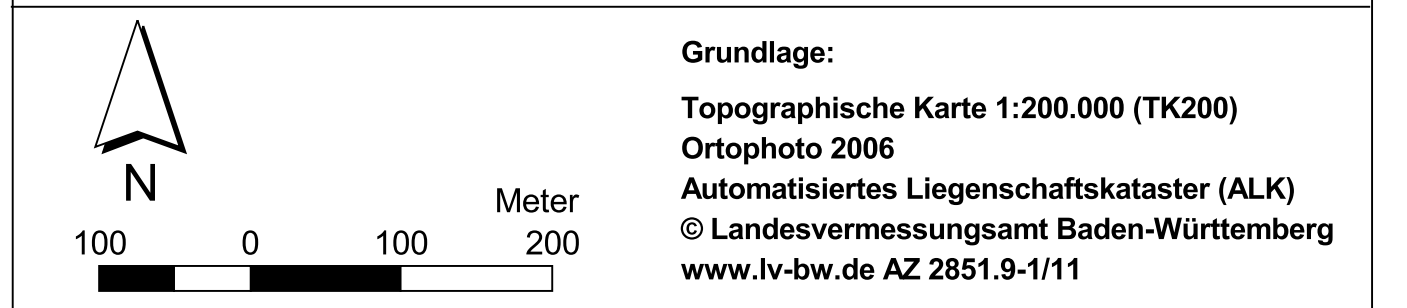 N
Meter
100 0 100 200
Grundlage:
Topographische Karte 1:200.000 (TK200)
Ortophoto 2006
Automatisiertes Liegenschaftskataster (ALK)
© Landesvermessungsamt Baden-Württemberg
www.lv-bw.de AZ 2851.9-1/11